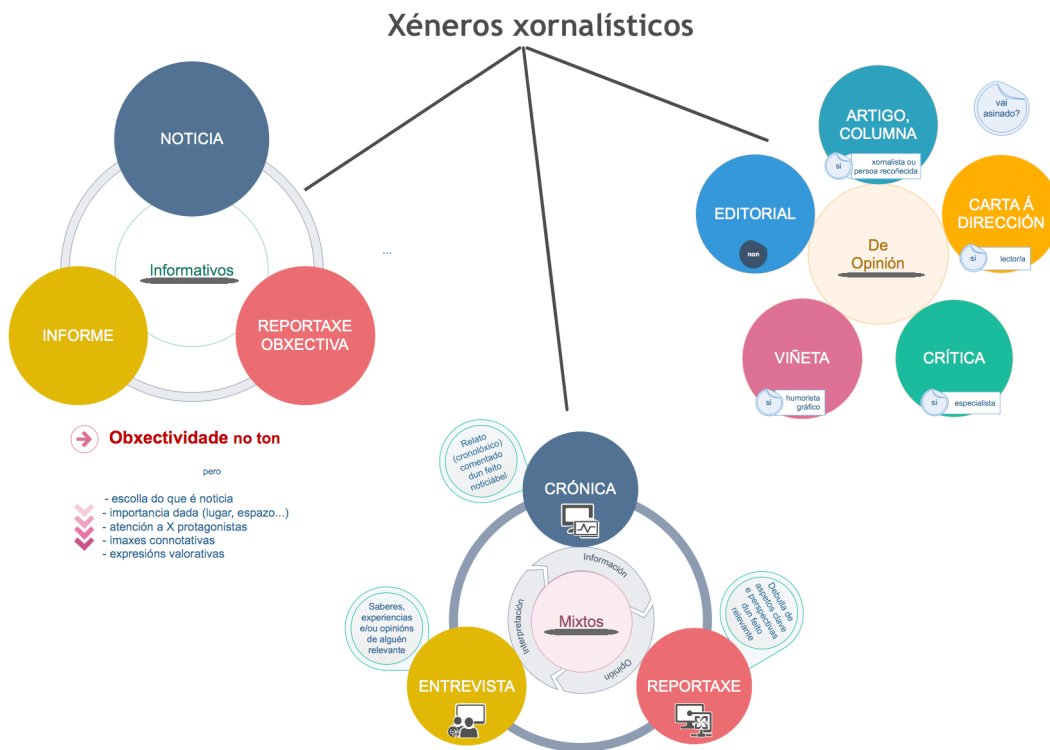 Xéneros xornalísticos
NOTICIA
Informativos
INFORME
REPORTAXE
OBXECTIVA
Obxectividade no ton
pero
- escolla do que é noticia
- importancia dada (lugar, espazo...)
- atención a X protagonistas
- imaxes connotativas
- expresións valorativas
...
ARTIGO,
COLUMNA
si
xornalista ou
persoa recoñecida
vai
asinado?
EDITORIAL
non
De
Opinión
CARTA Á
DIRECCIÓN
si
lector/a
VIÑETA
si
humorista
gráfico
CRÍTICA
si
especialista
Relato
(cronolóxico)
comentado
dun feito
noticiábel
CRÓNICA
Información
Interpretación
Opinión
Mixtos
Saberes,
experiencias
e/ou opinións
de alguén
relevante
ENTREVISTA
Debulla de
aspetos clave
e perspectivas
dun feito
relevante
REPORTAXE